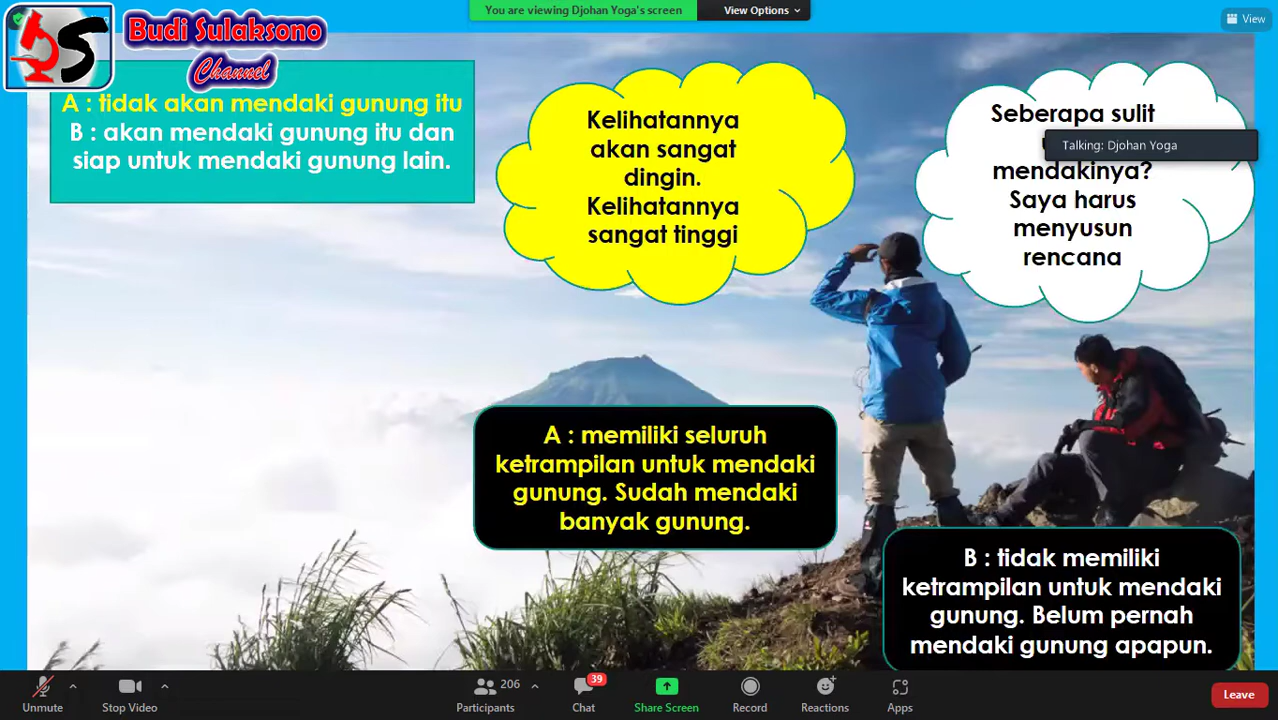 You are viewing Djohan Yoga's screen
View Options
View
Budi Sulaksono
Channel
S
A : tidak akan mendaki gunung itu
B : akan mendaki gunung itu dan
siap untuk mendaki gunung lain.
Kelihatannya
akan sangat
dingin.
Kelihatannya
sangat tinggi
Seberapa sulit
Talking: Djohan Yoga
mendakinya?
Saya harus
menyusun
rencana
A : memiliki seluruh
ketrampilan untuk mendaki
gunung. Sudah mendaki
banyak gunung.
B : tidak memiliki
ketrampilan untuk mendaki
gunung. Belum pernah
mendaki gunung apapun.
Unmute
Stop Video
206
Participants
39
Chat
Share Screen
Record
Reactions
Apps
Leave